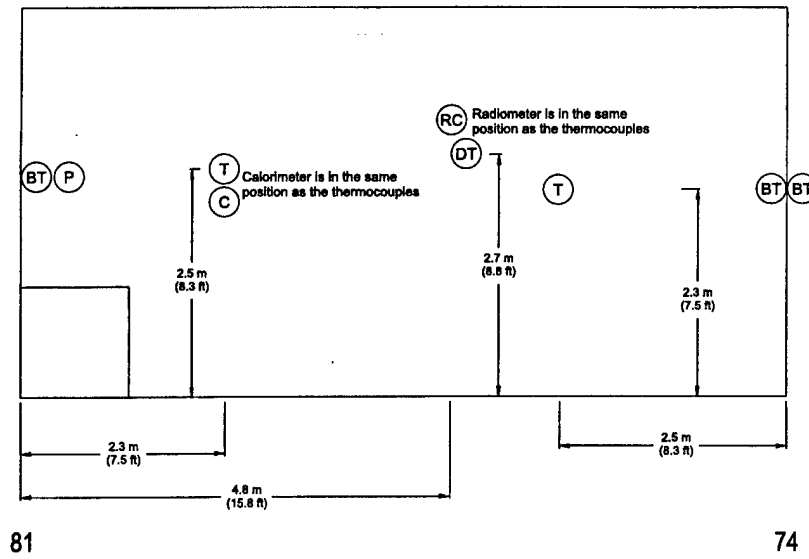 RC
Radiometer is in the same
position as the thermocouples
DT
BT P
T
Calorimeter is in the same
position as the thermocouples
C
T
BT BT
2.5 m
(8.3 ft)
2.7 m
(8.8 ft)
2.3 m
(7.5 ft)
2.3 m
(7.5 ft)
2.5 m
(8.3 ft)
4.8 m
(15.8 ft)
81
74